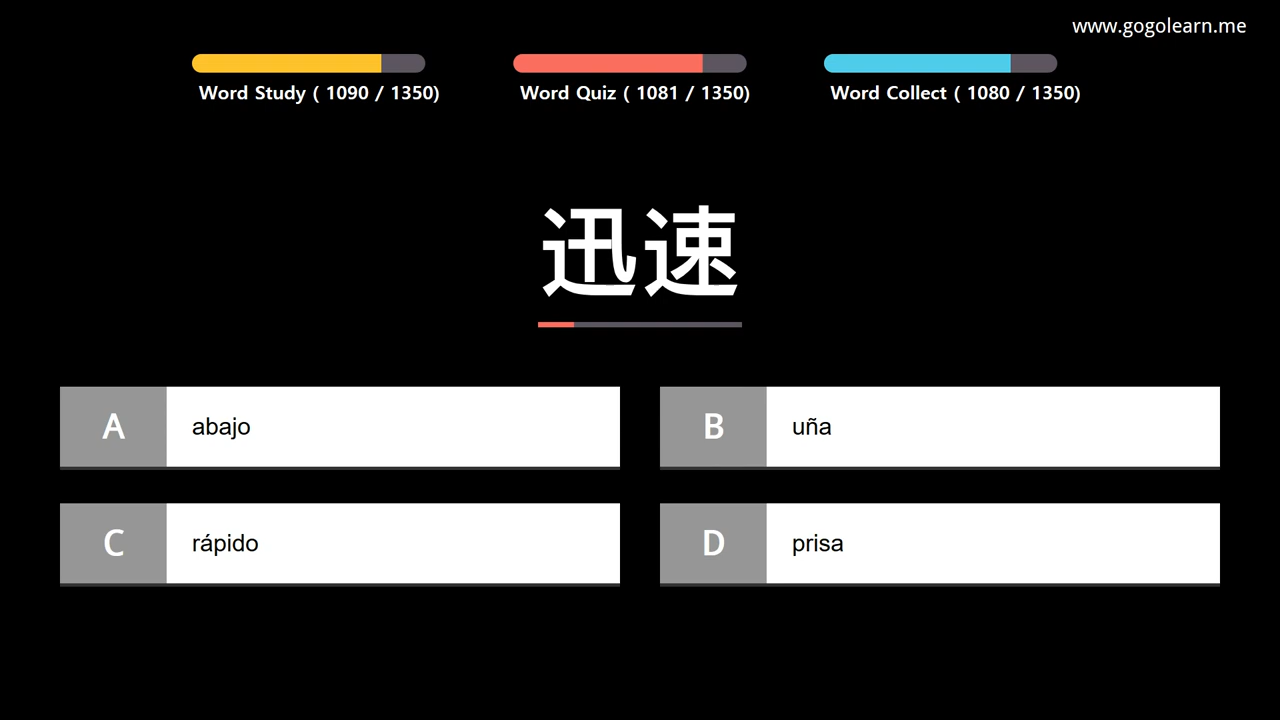 www.gogolearn.me
Word Study ( 1090 / 1350)
Word Quiz ( 1081 / 1350)
Word Collect ( 1080 / 1350)
迅速
A abajo
B uña
C rápido
D prisa